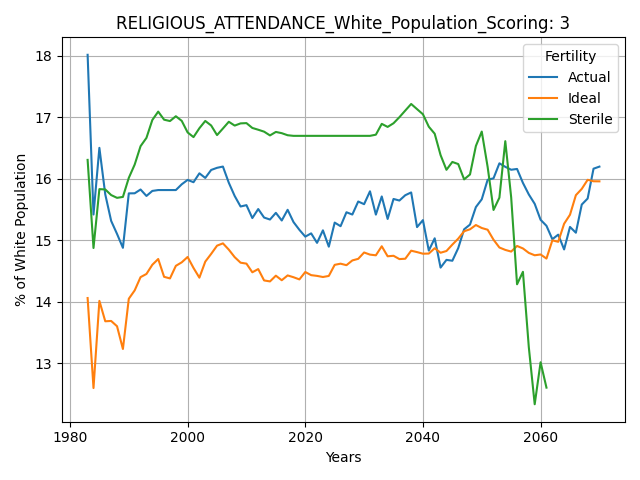 RELIGIOUS_ATTENDANCE_White_Population_Scoring: 3
Fertility
Actual
Ideal
Sterile
% of White Population
18
17
16
15
14
13
1980
2000
2020
2040
2060
Years